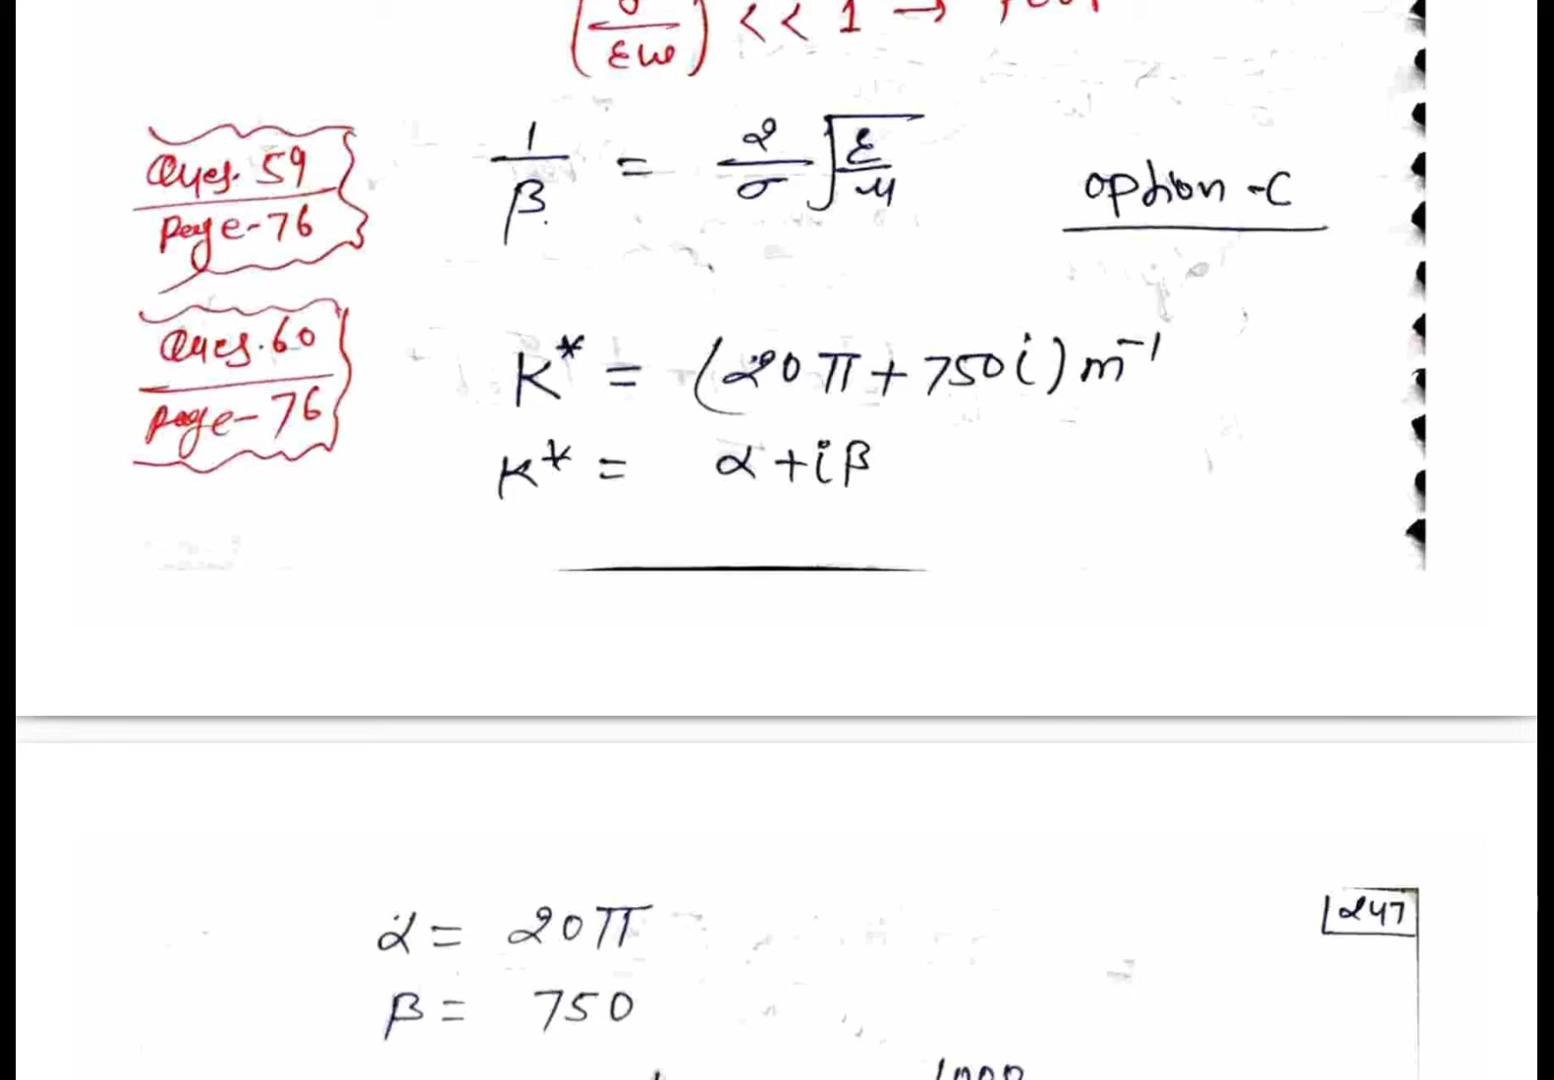 (σ/εω) << 1 →
Ques. 59
Page-76
1/β = 2/σ √(ε/μ)
option -C
Ques. 60
Page-76
K* = (20π + 750i) m⁻¹
K* = α + iβ
247
α = 20π
β = 750